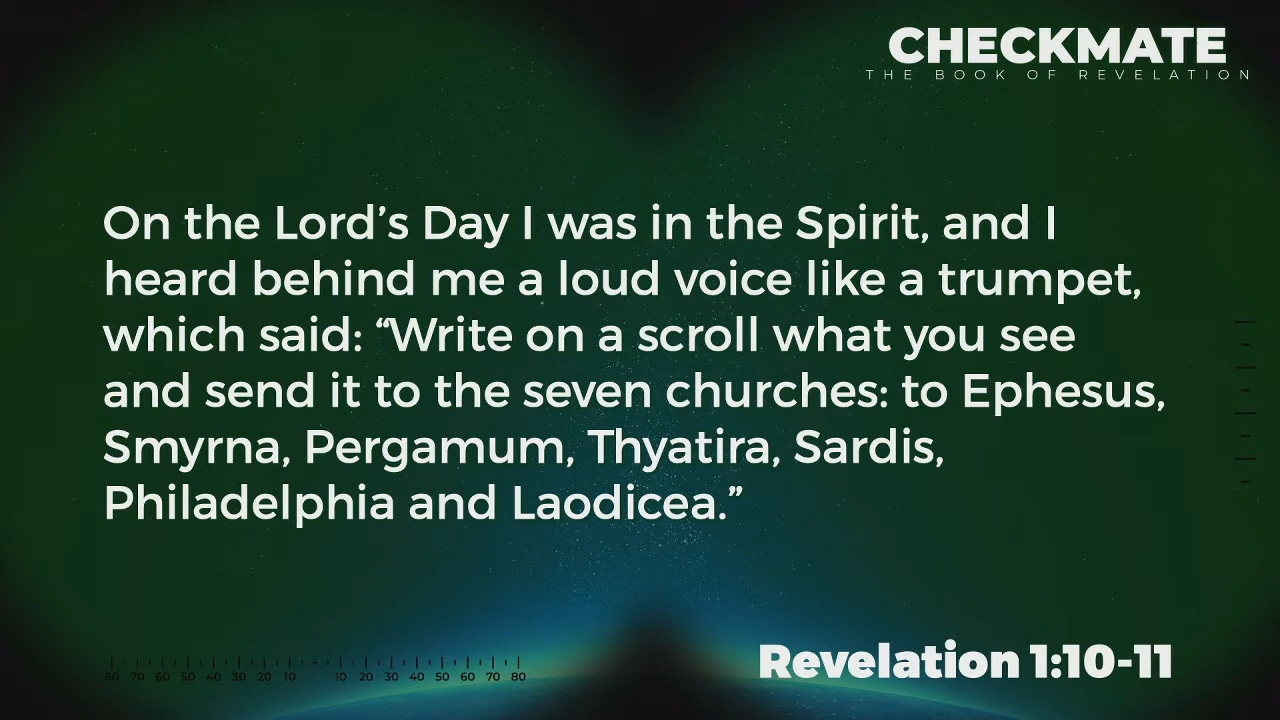 CHECKMATE
THE BOOK OF REVELATION
On the Lord’s Day I was in the Spirit, and I
heard behind me a loud voice like a trumpet,
which said: “Write on a scroll what you see
and send it to the seven churches: to Ephesus,
Smyrna, Pergamum, Thyatira, Sardis,
Philadelphia and Laodicea.”
Revelation 1:10-11
80 70 60 50 40 30 20 10 10 20 30 40 50 60 70 80